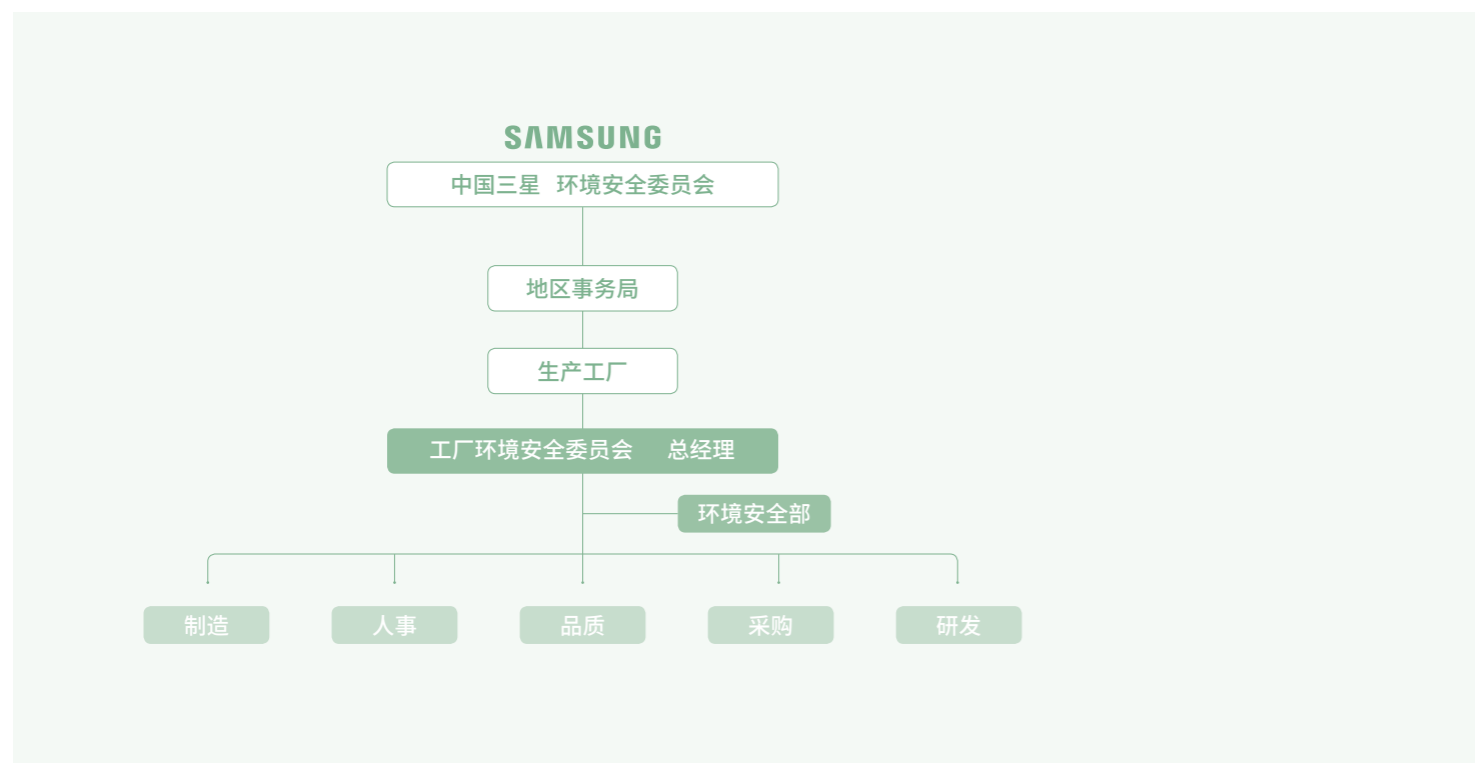 SAMSUNG
中国三星 环境安全委员会
地区事务局
生产工厂
工厂环境安全委员会 总经理
环境安全部
制造 人事 品质 采购 研发